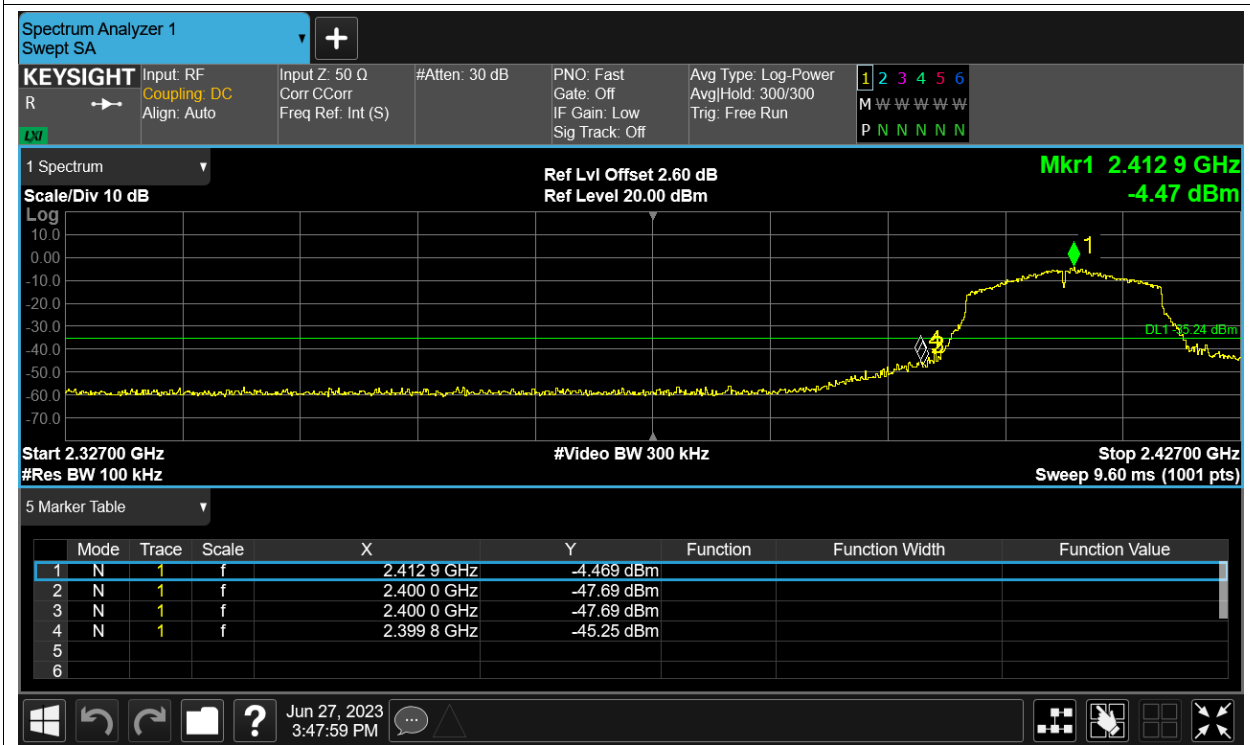 Spectrum Analyzer 1
Swept SA
KEYSIGHT
R
LXI
Input: RF
Coupling: DC
Align: Auto
Input Z: 50 Ω
Corr CCorr
Freq Ref: Int (S)
#Atten: 30 dB
PNO: Fast
Gate: Off
IF Gain: Low
Sig Track: Off
Avg Type: Log-Power
Avg|Hold: 300/300
Trig: Free Run
1 2 3 4 5 6
M W W W W W
P N N N N N
1 Spectrum
Scale/Div 10 dB
Ref Lvl Offset 2.60 dB
Ref Level 20.00 dBm
Mkr1 2.412 9 GHz
-4.47 dBm
Log
10.0
0.00
-10.0
-20.0
-30.0
-40.0
-50.0
-60.0
-70.0
1
DL1 -35.24 dBm
Start 2.32700 GHz
#Res BW 100 kHz
#Video BW 300 kHz
Stop 2.42700 GHz
Sweep 9.60 ms (1001 pts)
5 Marker Table
Mode Trace Scale X Y Function Function Width Function Value
1 N 1 f 2.412 9 GHz -4.469 dBm
2 N 1 f 2.400 0 GHz -47.69 dBm
3 N 1 f 2.400 0 GHz -47.69 dBm
4 N 1 f 2.399 8 GHz -45.25 dBm
5
6
?
Jun 27, 2023
3:47:59 PM